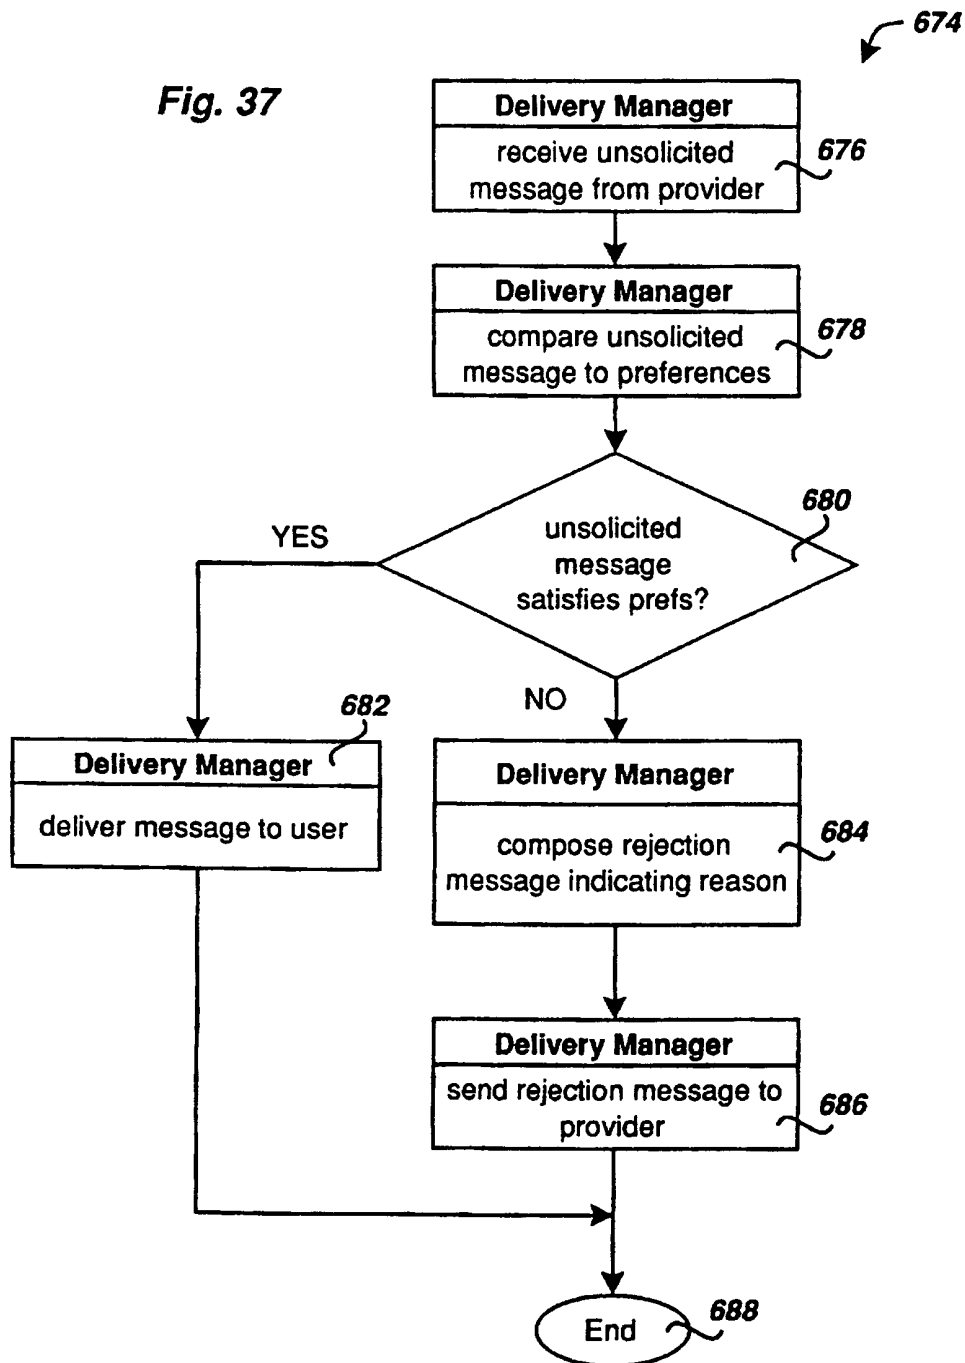 674
Fig. 37
Delivery Manager
receive unsolicited
message from provider
676
Delivery Manager
compare unsolicited
message to preferences
678
unsolicited
message
satisfies prefs?
680
YES
NO
682
Delivery Manager
deliver message to user
Delivery Manager
compose rejection
message indicating reason
684
Delivery Manager
send rejection message to
provider
686
End
688